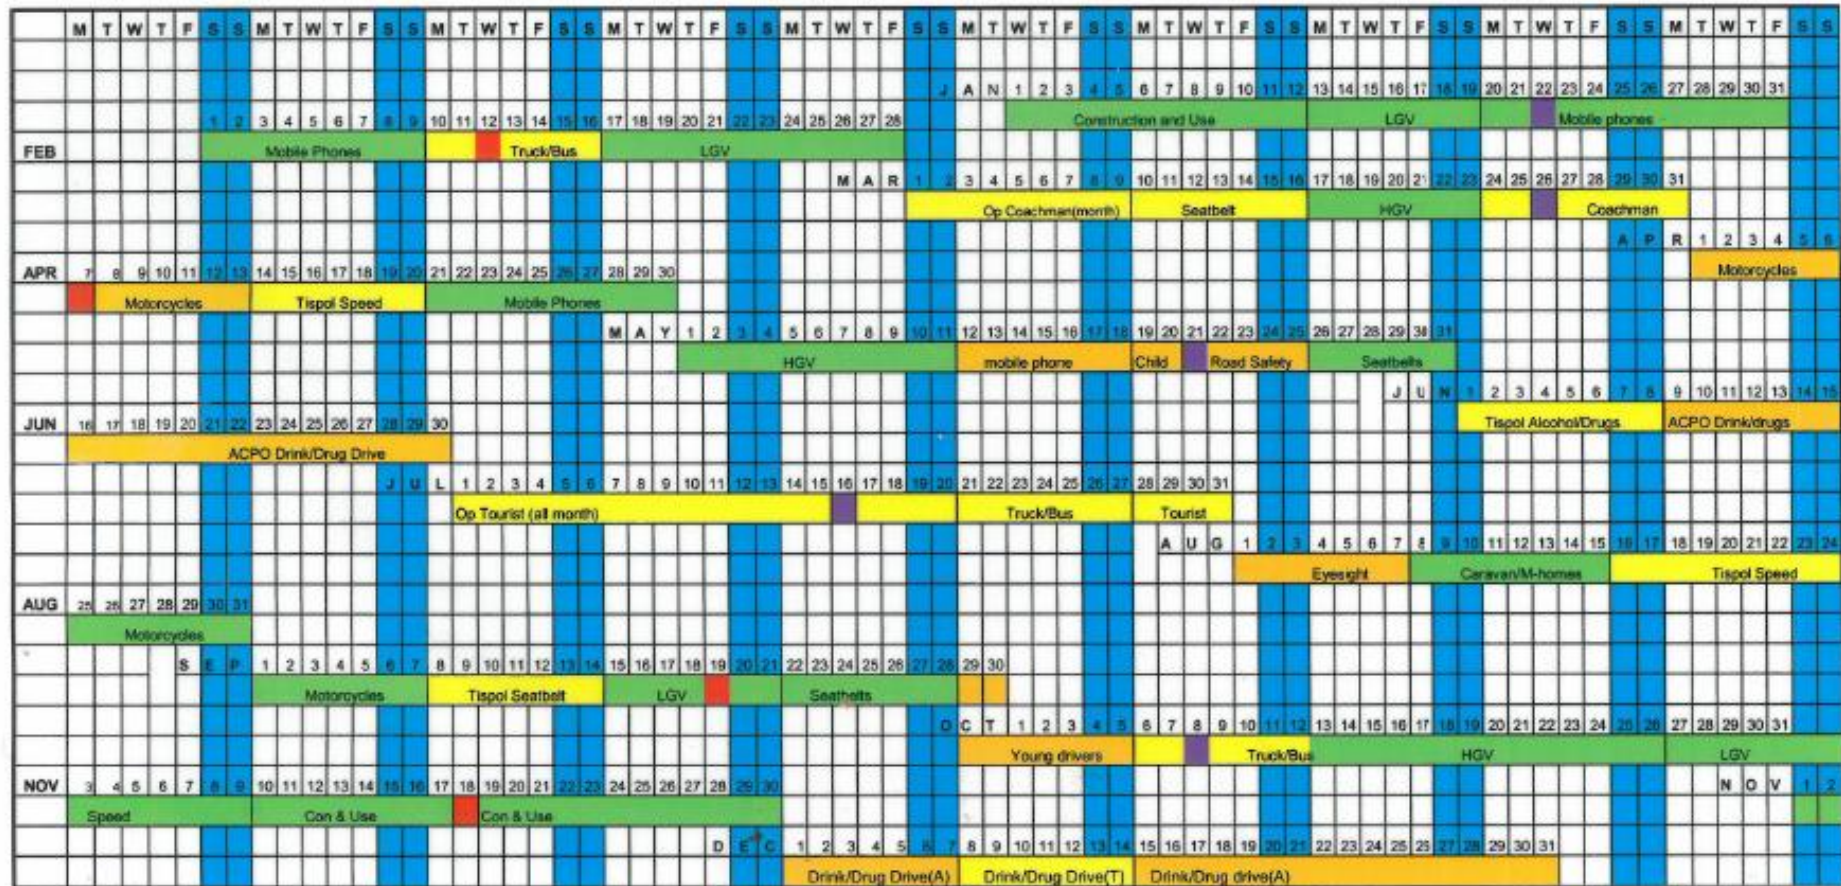 M T W T F S S M T W T F S S M T W T F S S M T W T F S S M T W T F S S M T W T F S S M T W T F S S M T W T F S S M T W T F S S M T W T F S S
J A N 1 2 3 4 5 6 7 8 9 10 11 12 13 14 15 16 17 18 19 20 21 22 23 24 25 26 27 28 29 30 31
Construction and Use LGV Mobile phones
1 2 3 4 5 6 7 8 9 10 11 12 13 14 15 16 17 18 19 20 21 22 23 24 25 26 27 28
FEB Mobile Phones Truck/Bus LGV
M A R 1 2 3 4 5 6 7 8 9 10 11 12 13 14 15 16 17 18 19 20 21 22 23 24 25 26 27 28 29 30 31
Op Coachman(month) Seatbelt HGV Coachman
A P R 1 2 3 4 5 6
Motorcycles
APR 7 8 9 10 11 12 13 14 15 16 17 18 19 20 21 22 23 24 25 26 27 28 29 30
Motorcycles Tispol Speed Mobile Phones
M A Y 1 2 3 4 5 6 7 8 9 10 11 12 13 14 15 16 17 18 19 20 21 22 23 24 25 26 27 28 29 30 31
HGV mobile phone Child Road Safety Seatbelts
J U N 1 2 3 4 5 6 7 8 9 10 11 12 13 14 15
Tispol Alcohol/Drugs ACPO Drink/drugs
JUN 16 17 18 19 20 21 22 23 24 25 26 27 28 29 30
ACPO Drink/Drug Drive
J U L 1 2 3 4 5 6 7 8 9 10 11 12 13 14 15 16 17 18 19 20 21 22 23 24 25 26 27 28 29 30 31
Op Tourist (all month) Truck/Bus Tourist
A U G 1 2 3 4 5 6 7 8 9 10 11 12 13 14 15 16 17 18 19 20 21 22 23 24
Eyesight Caravan/M-homes Tispol Speed
AUG 25 26 27 28 29 30 31
Motorcycles
S E P 1 2 3 4 5 6 7 8 9 10 11 12 13 14 15 16 17 18 19 20 21 22 23 24 25 26 27 28 29 30
Motorcycles Tispol Seatbelt LGV Seatbelts
O C T 1 2 3 4 5 6 7 8 9 10 11 12 13 14 15 16 17 18 19 20 21 22 23 24 25 26 27 28 29 30 31
Young drivers Truck/Bus HGV LGV
N O V 1 2
NOV 3 4 5 6 7 8 9 10 11 12 13 14 15 16 17 18 19 20 21 22 23 24 25 26 27 28 29 30
Speed Con & Use Con & Use
D E C 1 2 3 4 5 6 7 8 9 10 11 12 13 14 15 16 17 18 19 20 21 22 23 24 25 26 27 28 29 30 31
Drink/Drug Drive(A) Drink/Drug Drive(T) Drink/Drug drive(A)